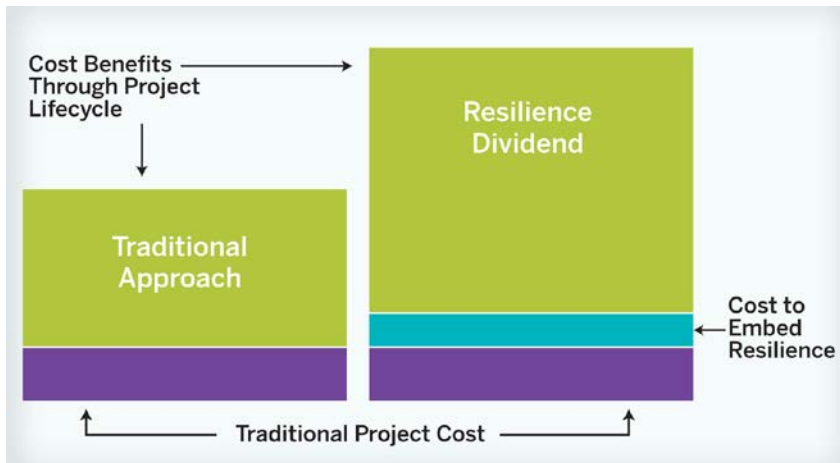 Cost Benefits
Through Project
Lifecycle
Resilience
Dividend
Traditional
Approach
Cost to
Embed
Resilience
Traditional Project Cost